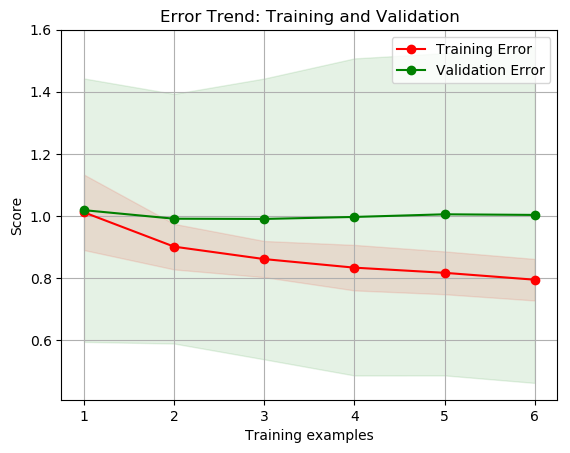 Error Trend: Training and Validation
1.6
1.4
1.2
1.0
0.8
0.6
Score
Training Error
Validation Error
1 2 3 4 5 6
Training examples